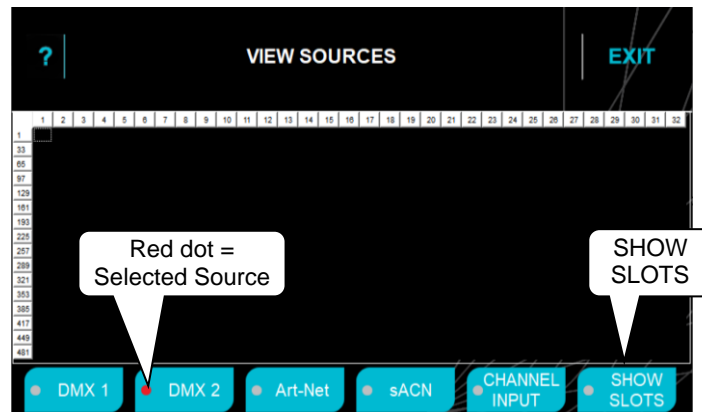 ? VIEW SOURCES EXIT
1 2 3 4 5 6 7 8 9 10 11 12 13 14 15 16 17 18 19 20 21 22 23 24 25 26 27 28 29 30 31 32
1
33
65
97
129
161
193
225
257
289
321
353
385
417
449
481
Red dot =
Selected Source
SHOW
SLOTS
DMX 1 DMX 2 Art-Net sACN CHANNEL INPUT SHOW SLOTS